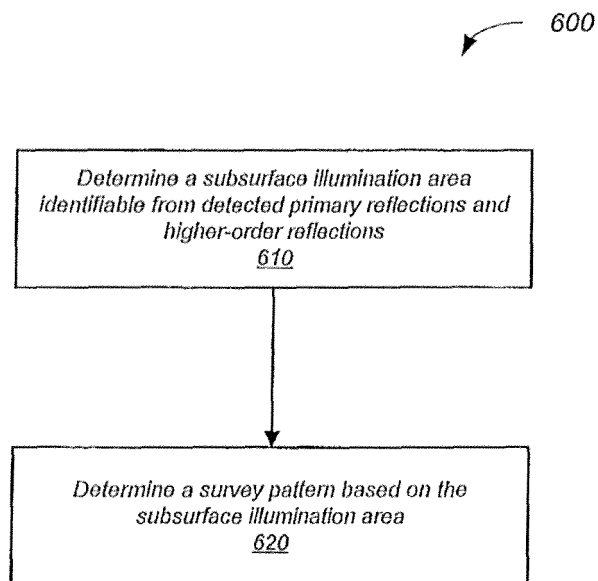 600
Determine a subsurface illumination area
identifiable from detected primary reflections and
higher-order reflections
610
Determine a survey pattern based on the
subsurface illumination area
620